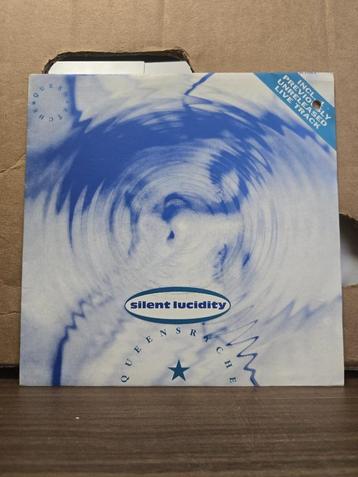 QUEENSRŸCHE
INCL. A
PREVIOUSLY
UNRELEASED
LIVE TRACK
silent lucidity
QUEENSRŸCHE